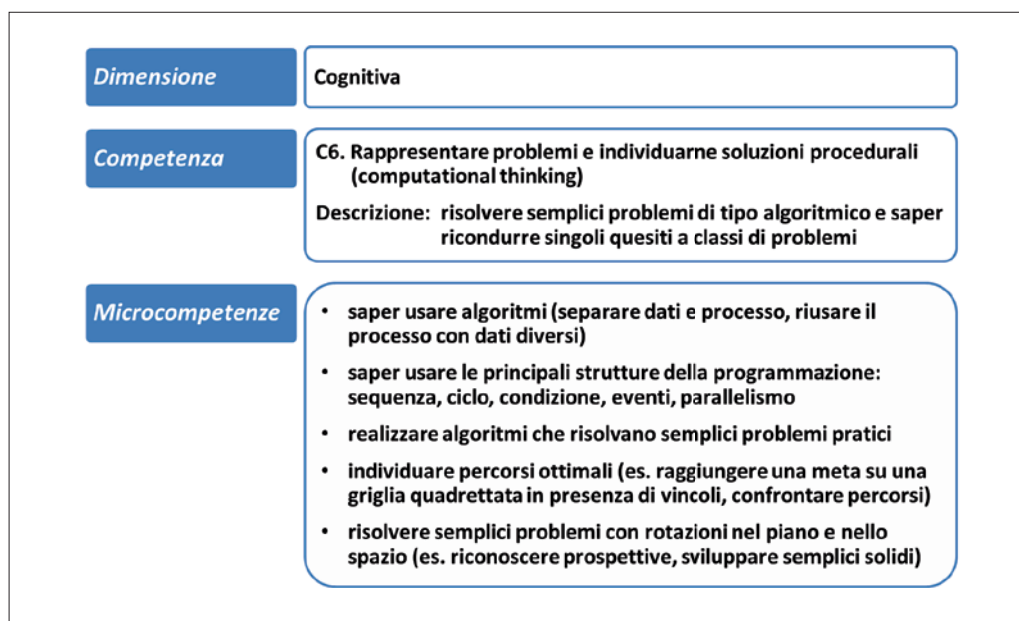 Dimensione
Cognitiva
Competenza
C6. Rappresentare problemi e individuarne soluzioni procedurali
(computational thinking)
Descrizione: risolvere semplici problemi di tipo algoritmico e saper
ricondurre singoli quesiti a classi di problemi
Microcompetenze
• saper usare algoritmi (separare dati e processo, riusare il
processo con dati diversi)
• saper usare le principali strutture della programmazione:
sequenza, ciclo, condizione, eventi, parallelismo
• realizzare algoritmi che risolvano semplici problemi pratici
• individuare percorsi ottimali (es. raggiungere una meta su una
griglia quadrettata in presenza di vincoli, confrontare percorsi)
• risolvere semplici problemi con rotazioni nel piano e nello
spazio (es. riconoscere prospettive, sviluppare semplici solidi)